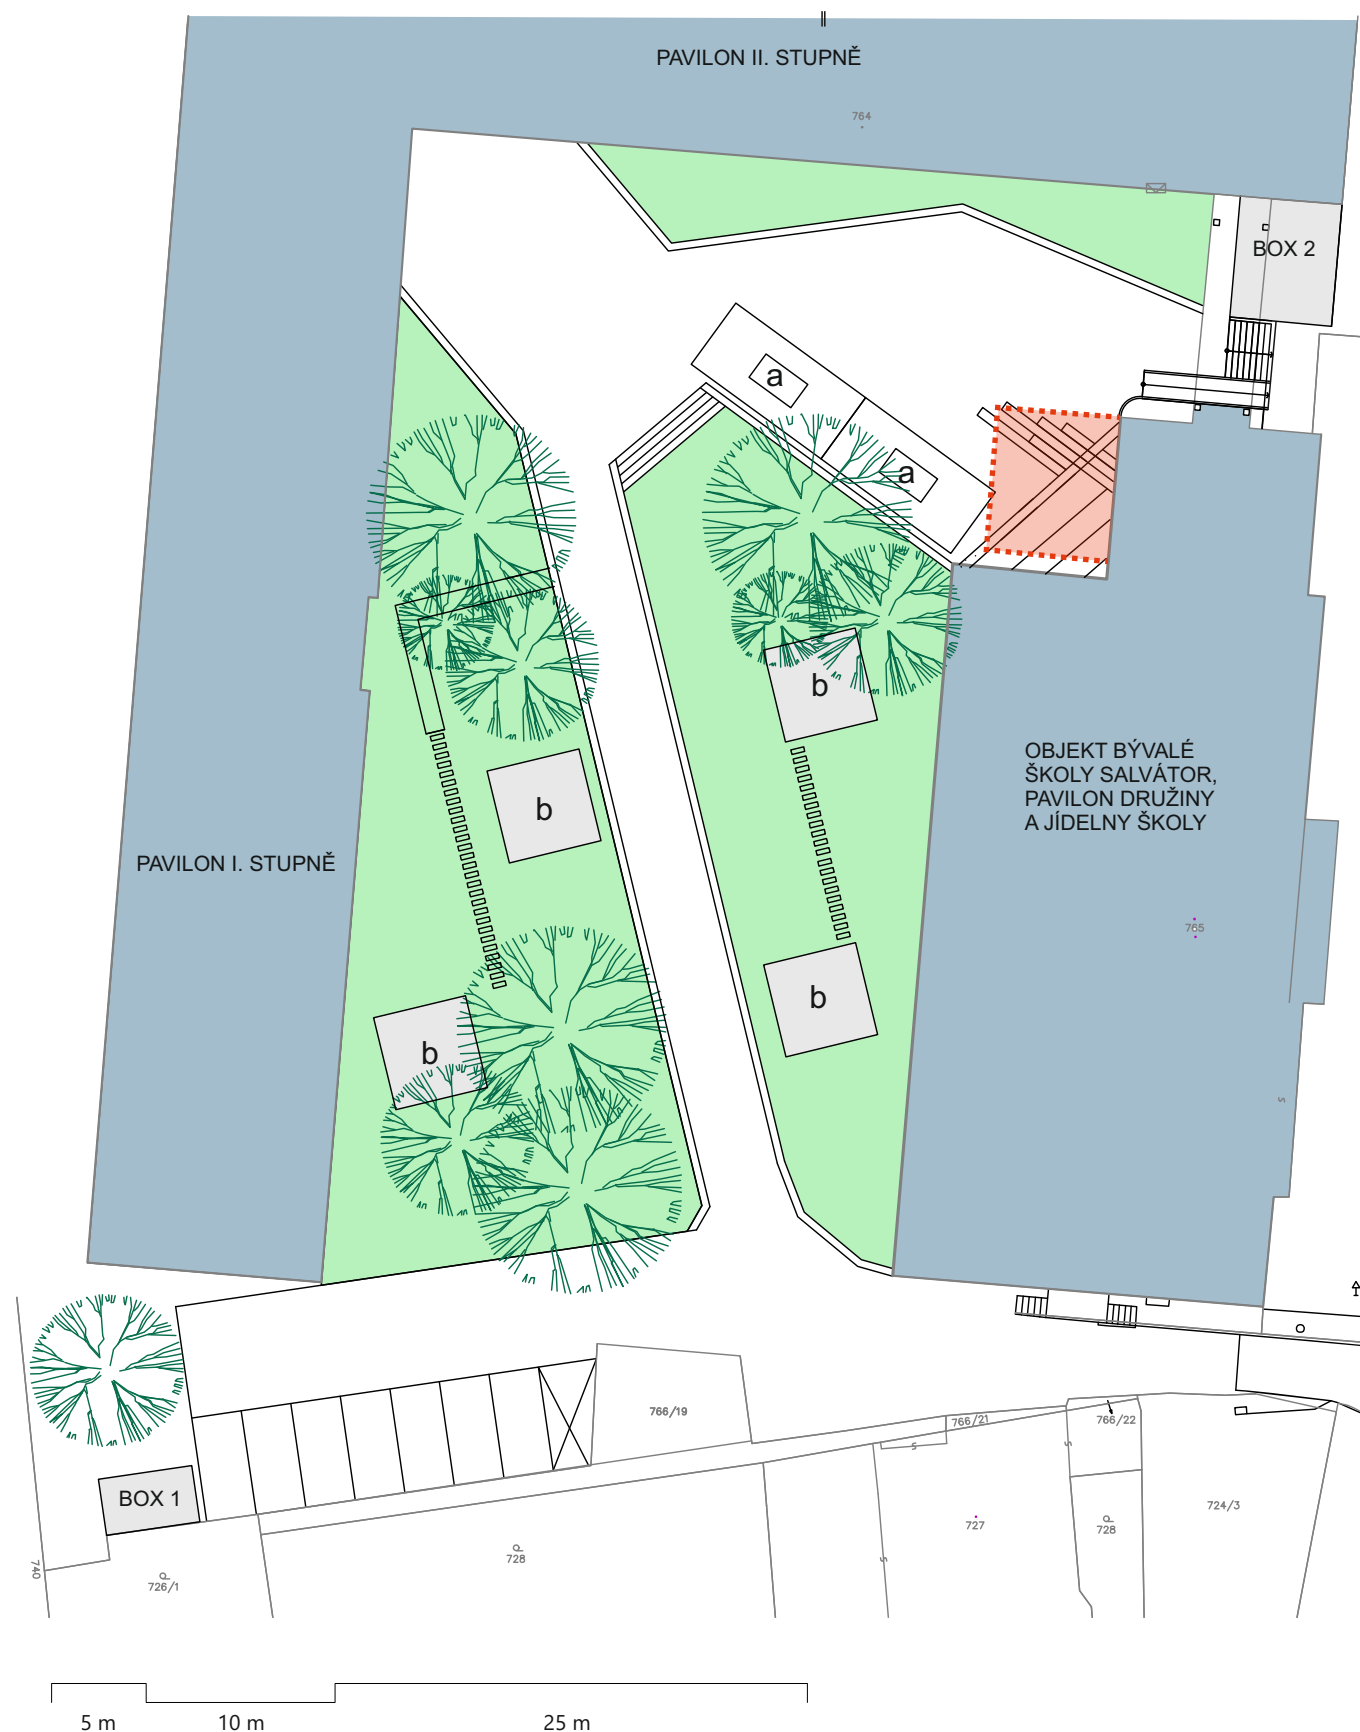 PAVILON II. STUPNĚ
764
BOX 2
a
a
b
b
OBJEKT BÝVALÉ
ŠKOLY SALVÁTOR,
PAVILON DRUŽINY
A JÍDELNY ŠKOLY
PAVILON I. STUPNĚ
765
b
b
766/19
766/21
766/22
BOX 1
724/3
727
728
728
740
726/1
5 m
10 m
25 m